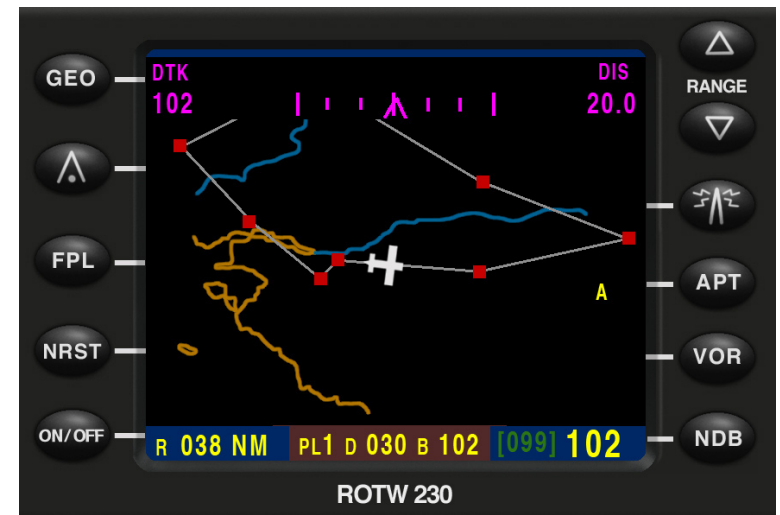 GEO
DTK
DIS
RANGE
102
20.0
FPL
APT
A
NRST
VOR
ON/OFF
R 038 NM PL1 D 030 B 102 [099] 102
NDB
ROTW 230